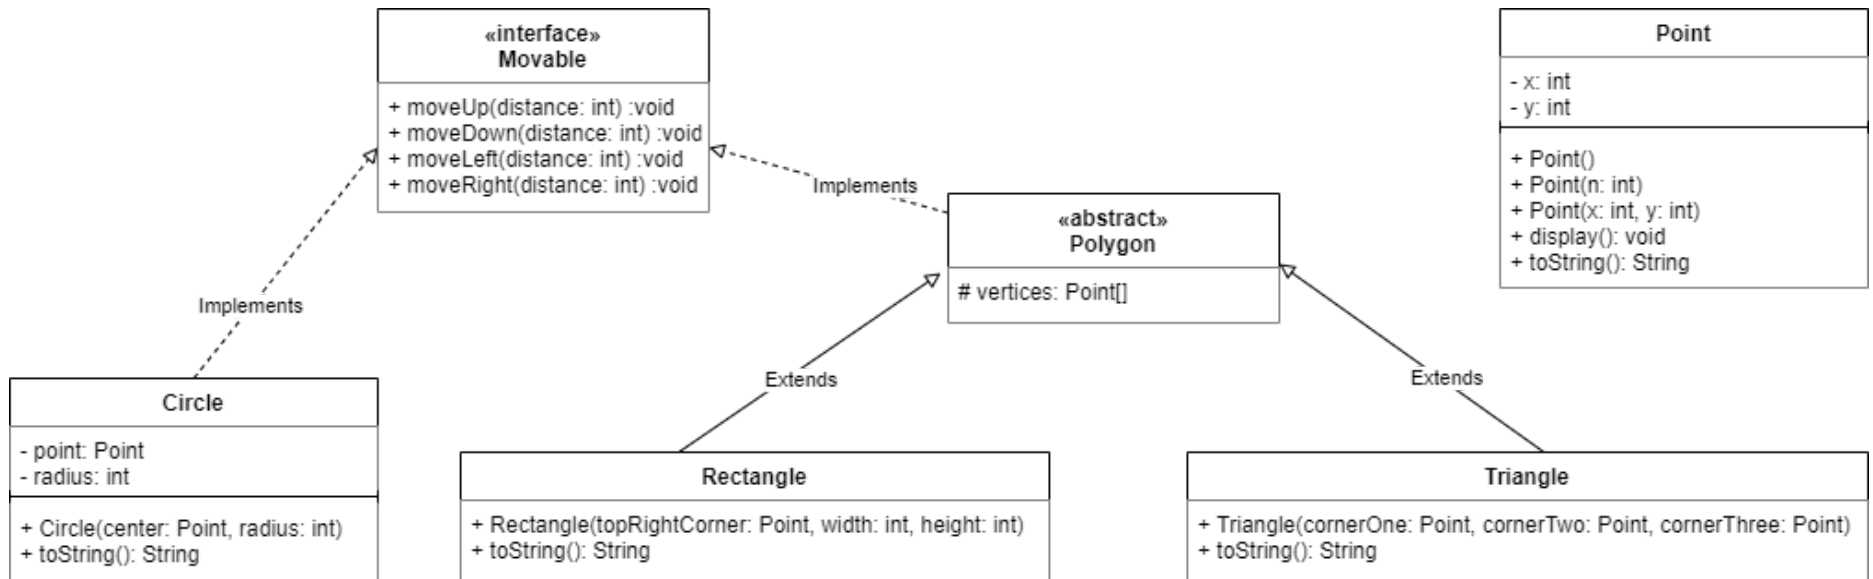 «interface»
Movable
+ moveUp(distance: int) :void
+ moveDown(distance: int) :void
+ moveLeft(distance: int) :void
+ moveRight(distance: int) :void
Point
- x: int
- y: int
+ Point()
+ Point(n: int)
+ Point(x: int, y: int)
+ display(): void
+ toString(): String
Implements
«abstract»
Polygon
# vertices: Point[]
Implements
Extends
Extends
Circle
- point: Point
- radius: int
+ Circle(center: Point, radius: int)
+ toString(): String
Rectangle
+ Rectangle(topRightCorner: Point, width: int, height: int)
+ toString(): String
Triangle
+ Triangle(cornerOne: Point, cornerTwo: Point, cornerThree: Point)
+ toString(): String